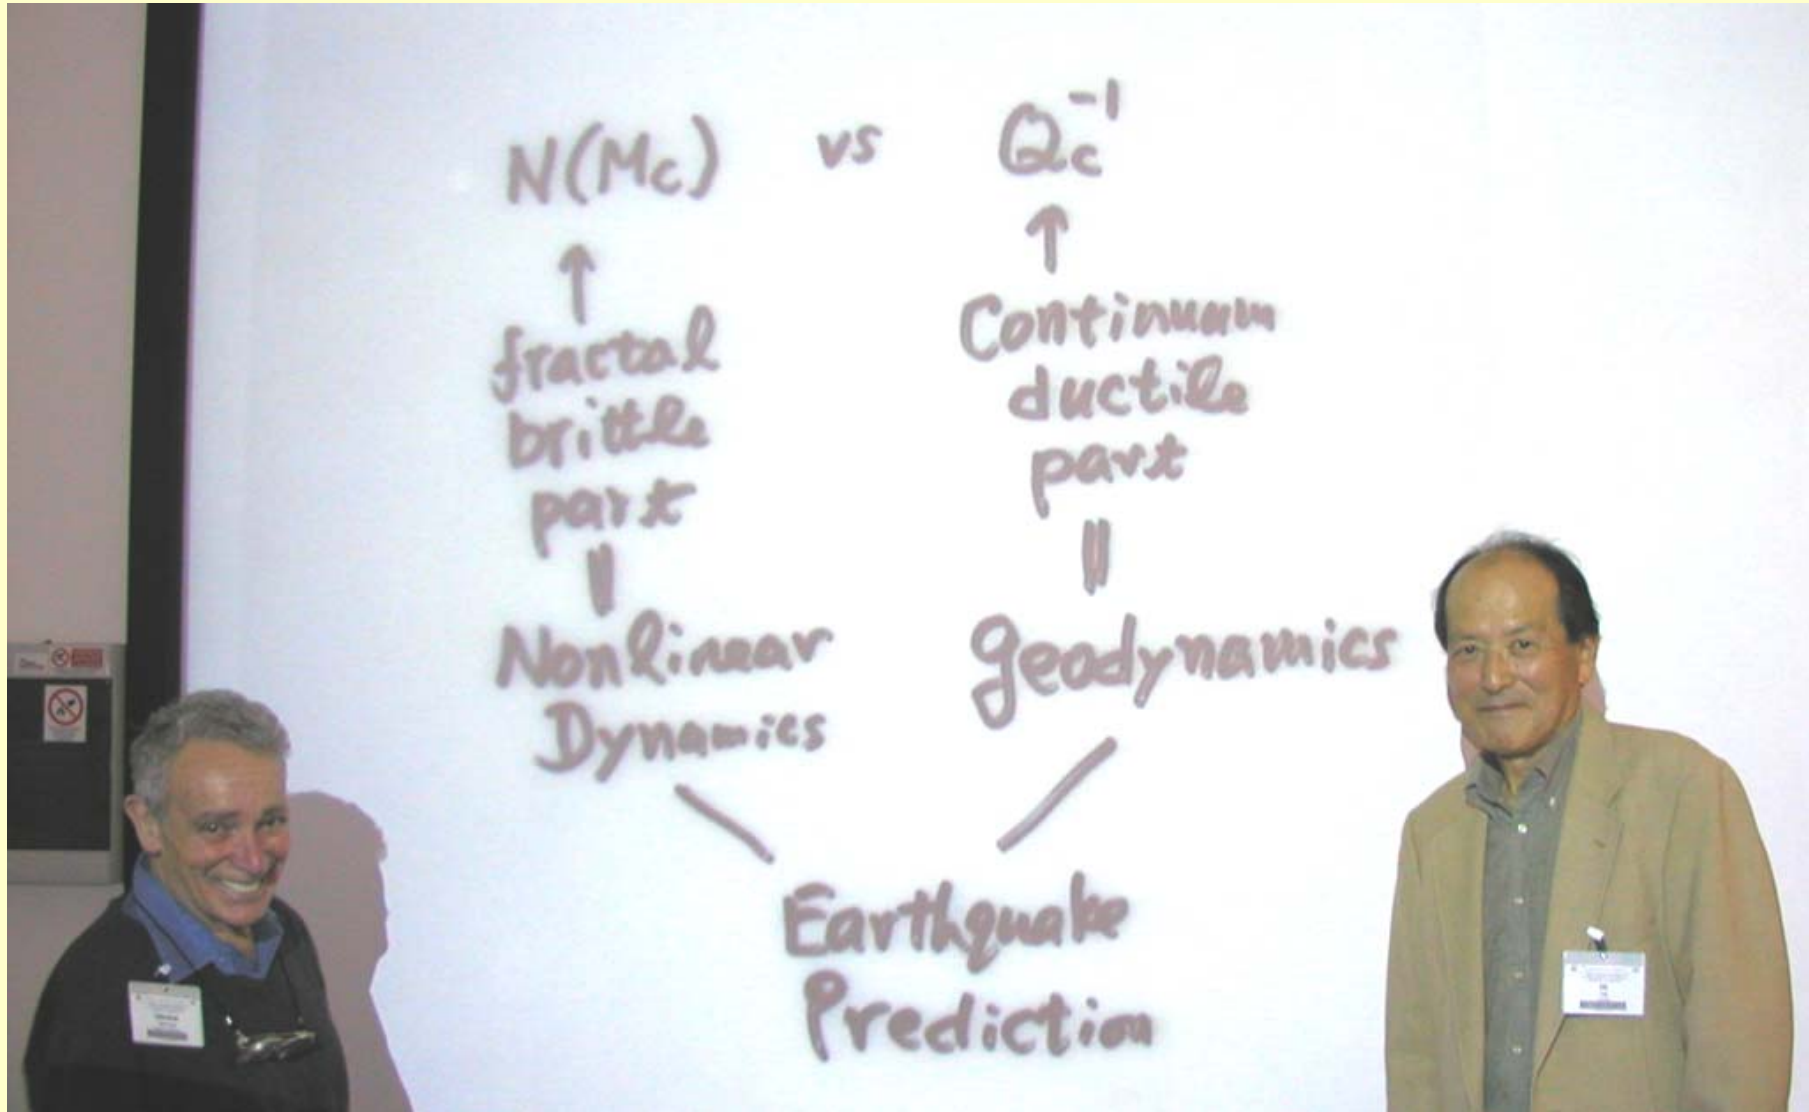 N(Mc) vs Qc⁻¹
↑ ↑
fractal Continuum
brittle ductile
part part
|| ||
Nonlinear geodynamics
Dynamics
Earthquake
Prediction